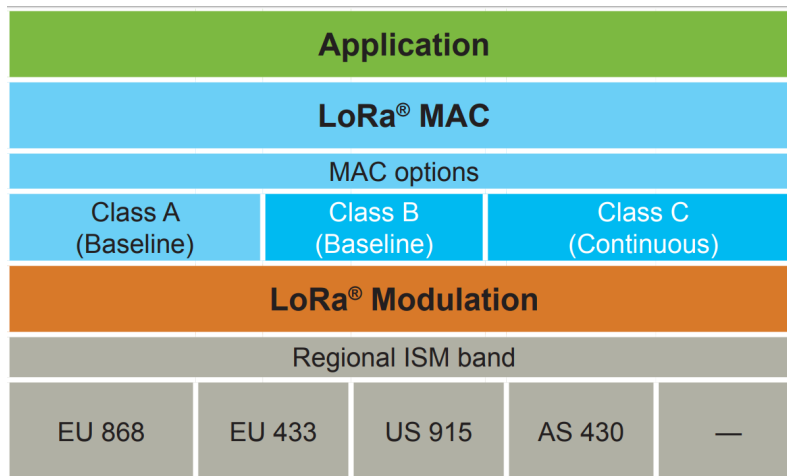 Application
LoRa® MAC
MAC options
Class A
(Baseline)
Class B
(Baseline)
Class C
(Continuous)
LoRa® Modulation
Regional ISM band
EU 868
EU 433
US 915
AS 430
—